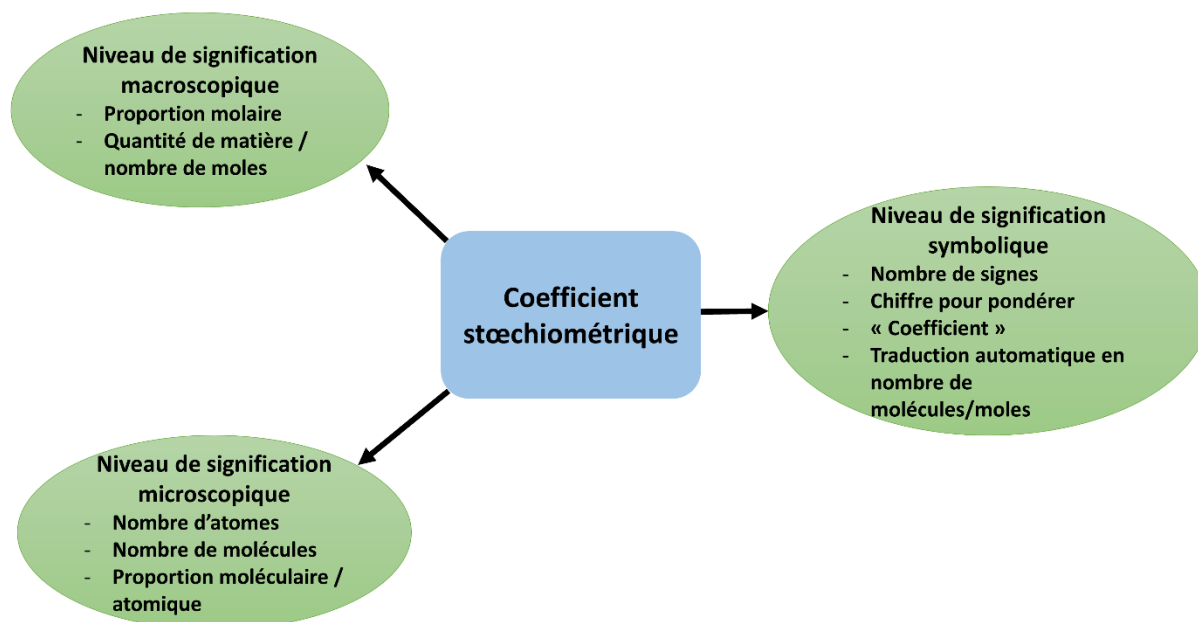 Niveau de signification
macroscopique
- Proportion molaire
- Quantité de matière /
nombre de moles
Coefficient
stœchiométrique
Niveau de signification
symbolique
- Nombre de signes
- Chiffre pour pondérer
- « Coefficient »
- Traduction automatique en
nombre de
molécules/moles
Niveau de signification
microscopique
- Nombre d'atomes
- Nombre de molécules
- Proportion moléculaire /
atomique